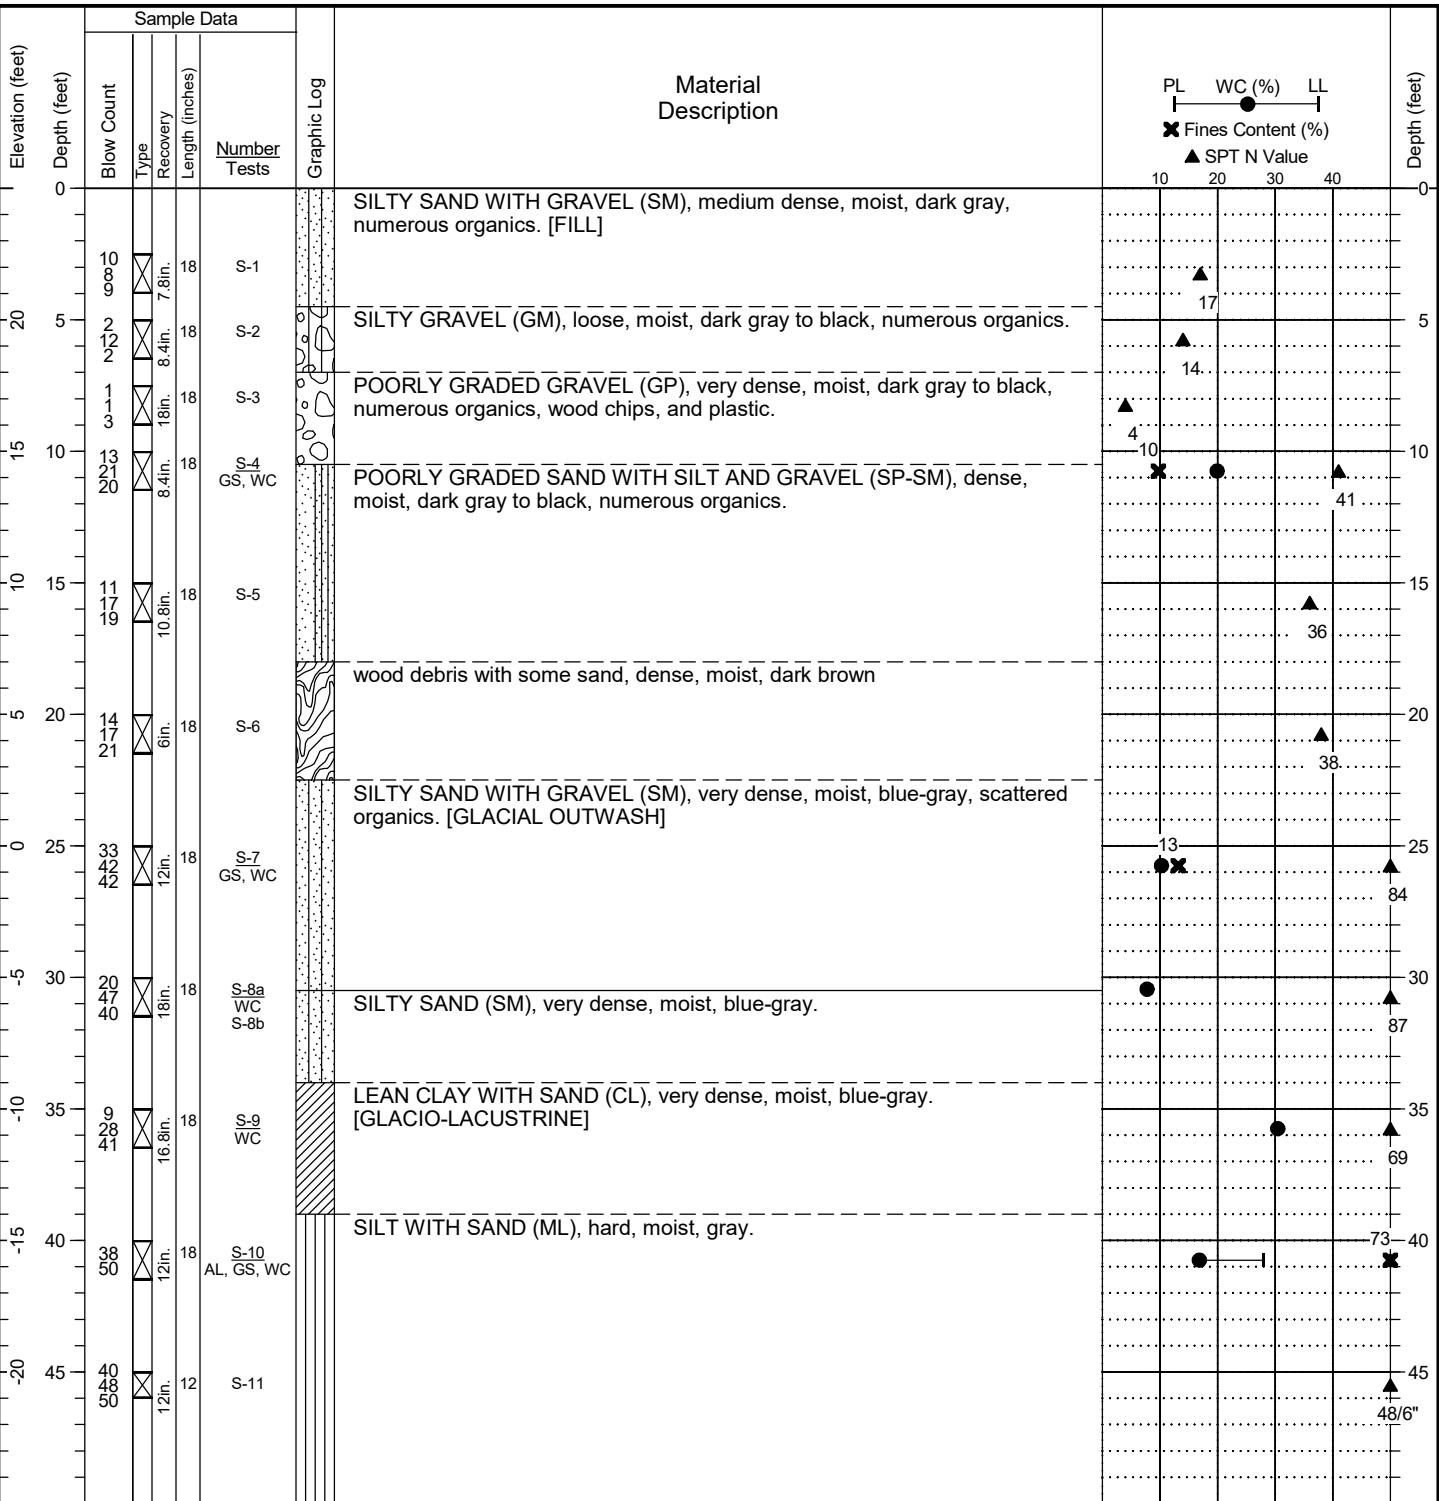 Sample Data
Elevation (feet)
Depth (feet)
Blow Count
Type
Recovery
Length (inches)
Number
Tests
Graphic Log
Material
Description
PL WC (%) LL
Fines Content (%)
SPT N Value
10 20 30 40
Depth (feet)
0
SILTY SAND WITH GRAVEL (SM), medium dense, moist, dark gray,
numerous organics. [FILL]
0
10
8
9
7.8in.
18
S-1
17
20
5
SILTY GRAVEL (GM), loose, moist, dark gray to black, numerous organics.
5
2
12
2
8.4in.
18
S-2
14
POORLY GRADED GRAVEL (GP), very dense, moist, dark gray to black,
numerous organics, wood chips, and plastic.
1
1
3
18in.
18
S-3
4
15
10
10
10
13
21
20
8.4in.
18
S-4
GS, WC
POORLY GRADED SAND WITH SILT AND GRAVEL (SP-SM), dense,
moist, dark gray to black, numerous organics.
41
10
15
15
11
17
19
10.8in.
18
S-5
36
wood debris with some sand, dense, moist, dark brown
5
20
20
14
17
21
6in.
18
S-6
38
SILTY SAND WITH GRAVEL (SM), very dense, moist, blue-gray, scattered
organics. [GLACIAL OUTWASH]
0
25
13
25
33
42
42
12in.
18
S-7
GS, WC
84
-5
30
30
20
47
40
18in.
18
S-8a
WC
S-8b
SILTY SAND (SM), very dense, moist, blue-gray.
87
LEAN CLAY WITH SAND (CL), very dense, moist, blue-gray.
[GLACIO-LACUSTRINE]
-10
35
35
9
28
41
16.8in.
18
S-9
WC
69
SILT WITH SAND (ML), hard, moist, gray.
-15
40
73
40
38
50
12in.
18
S-10
AL, GS, WC
-20
45
45
40
48
50
12in.
12
S-11
48/6"